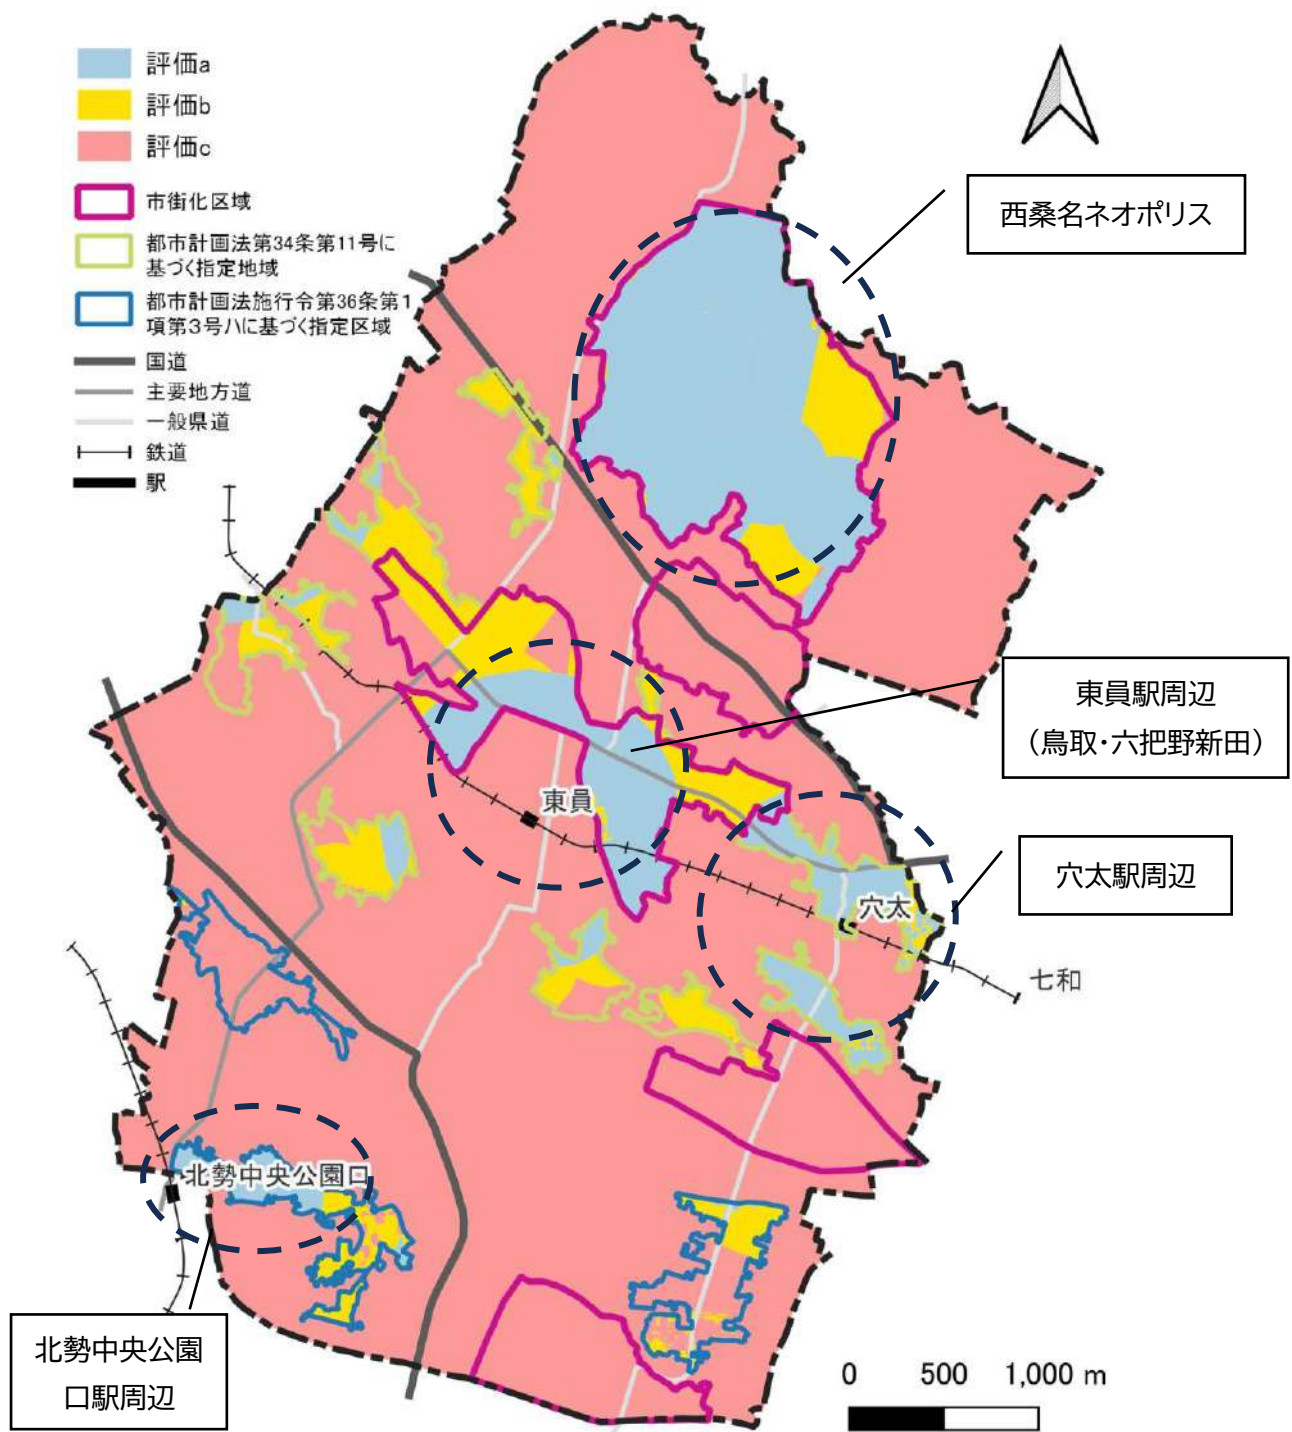 評価a
評価b
評価c
市街化区域
都市計画法第34条第11号に
基づく指定地域
都市計画法施行令第36条第1
項第3号ハに基づく指定区域
国道
主要地方道
一般県道
鉄道
駅
西桑名ネオポリス
東員駅周辺
（鳥取・六把野新田）
東員
穴太駅周辺
穴太
七和
北勢中央公園口
北勢中央公園
口駅周辺
0 500 1,000 m